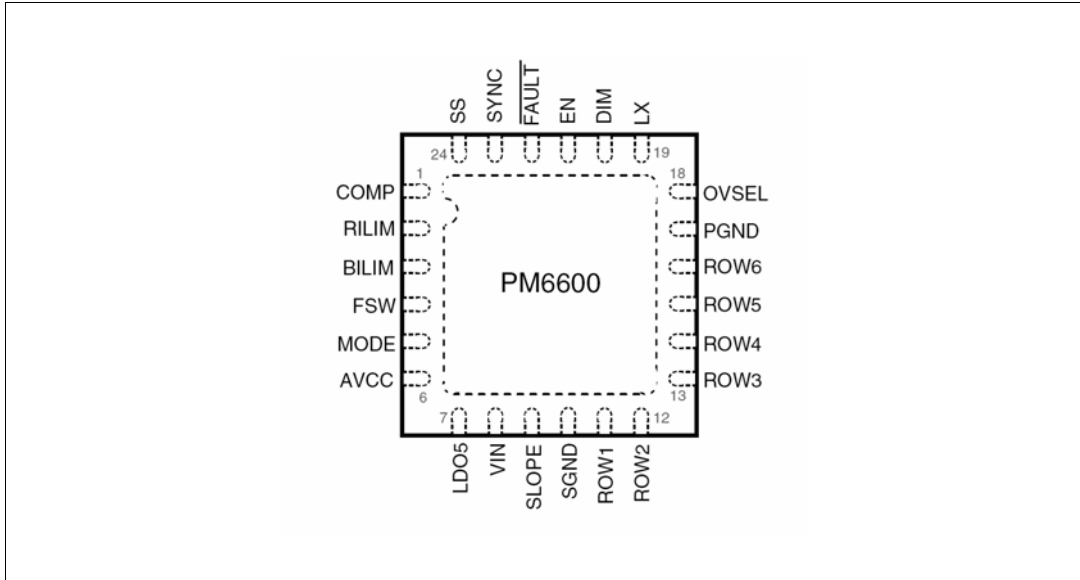 SS
SYNC
FAULT
EN
DIM
LX
24
19
1
18
COMP
OVSEL
RILIM
PGND
BILIM
ROW6
PM6600
FSW
ROW5
MODE
ROW4
AVCC
ROW3
6
13
7
12
LDO5
VIN
SLOPE
SGND
ROW1
ROW2